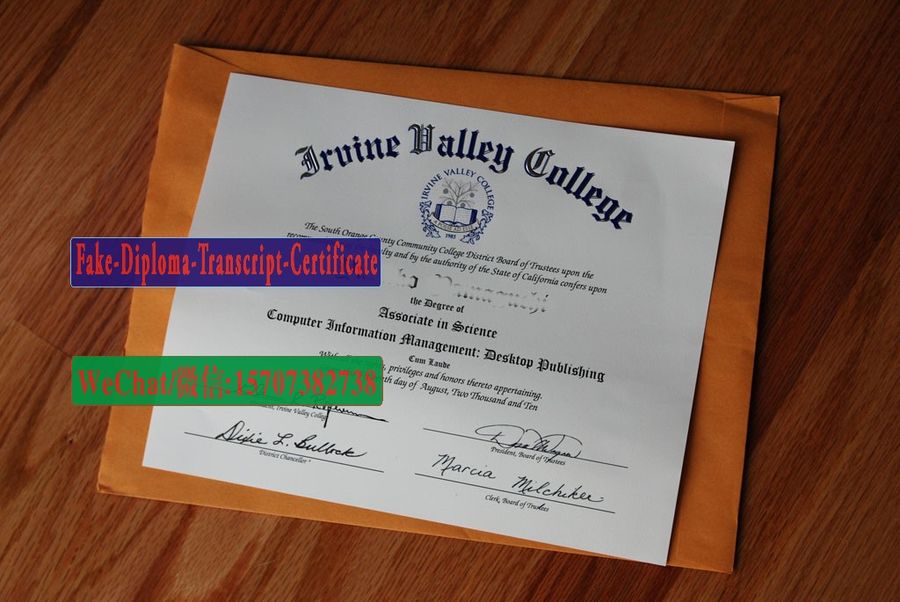 Irvine Valley College
IRVINE VALLEY COLLEGE
1985
The South Orange County Community College District Board of Trustees upon the
and by the authority of the State of California confers upon
Fake-Diploma-Transcript-Certificate
the Degree of
Associate in Science
Computer Information Management: Desktop Publishing
Cum Laude
privileges and honors thereto appertaining.
day of August, Two Thousand and Ten
WeChat/微信:15707382738
Irvine Valley College
President, Board of Trustees
Dixie L. Bullock
District Chancellor
Marcia Milchiker
Clerk, Board of Trustees